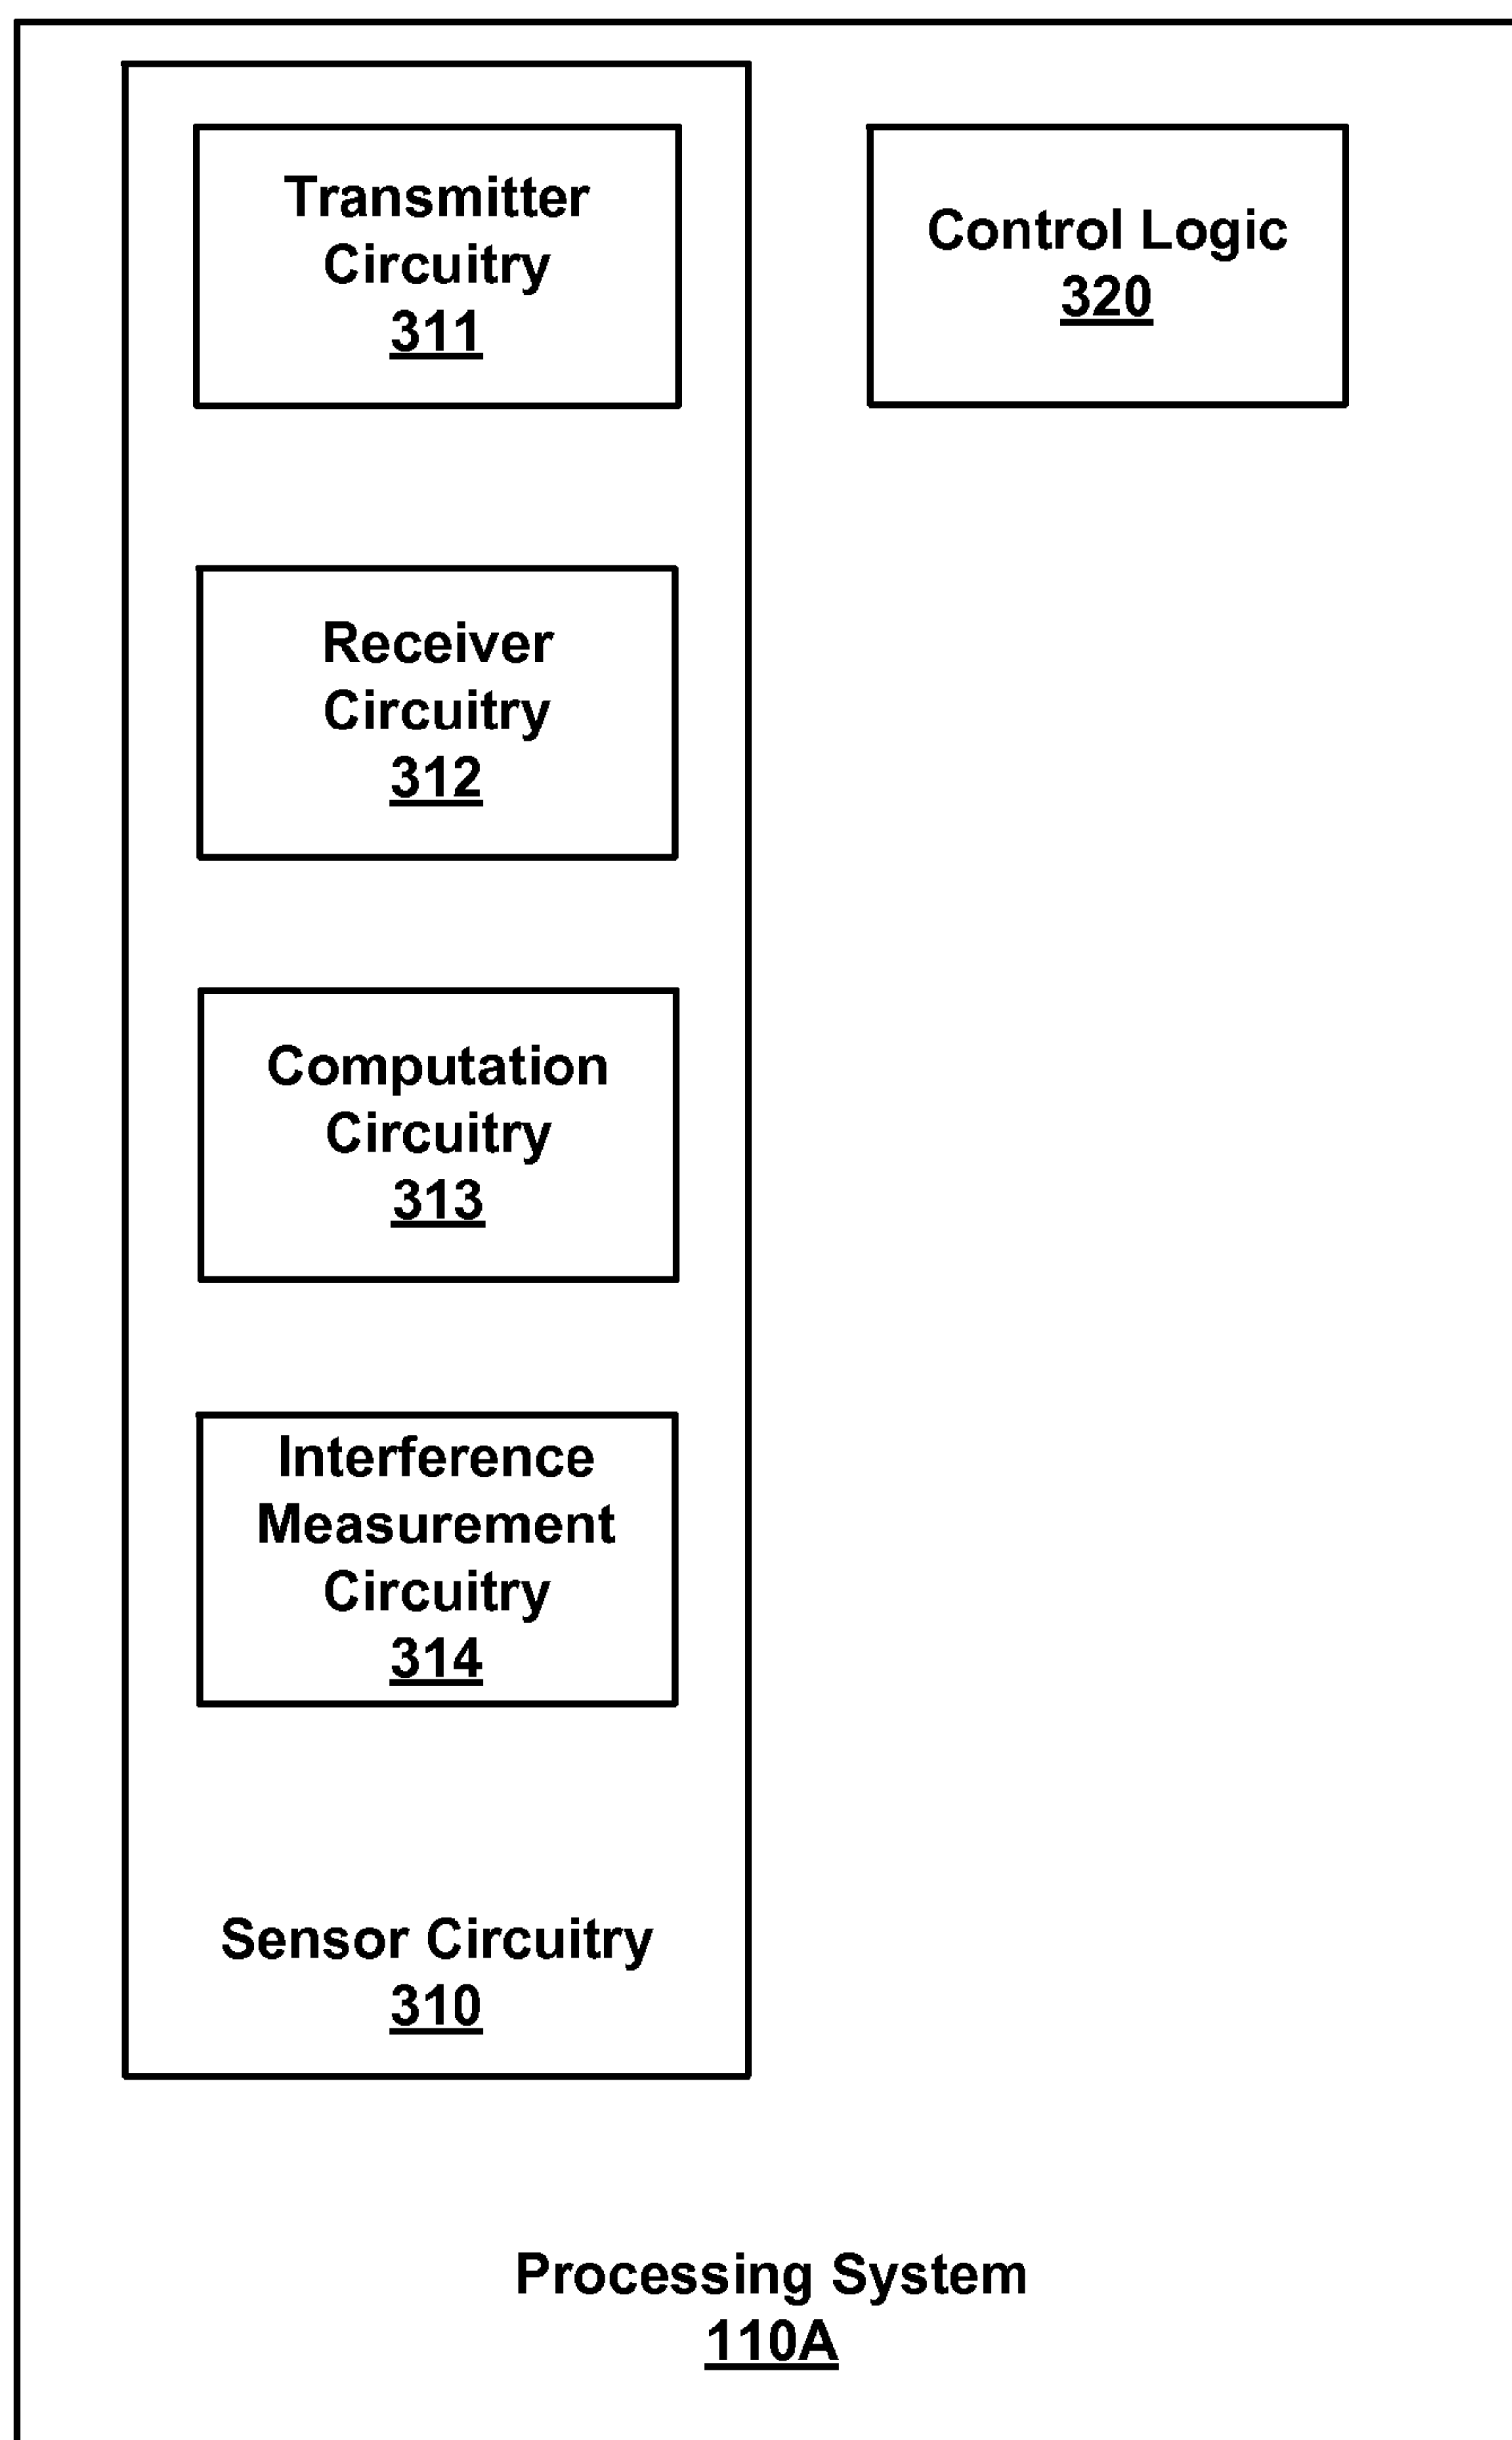 Transmitter
Circuitry
311
Control Logic
320
Receiver
Circuitry
312
Computation
Circuitry
313
Interference
Measurement
Circuitry
314
Sensor Circuitry
310
Processing System
110A